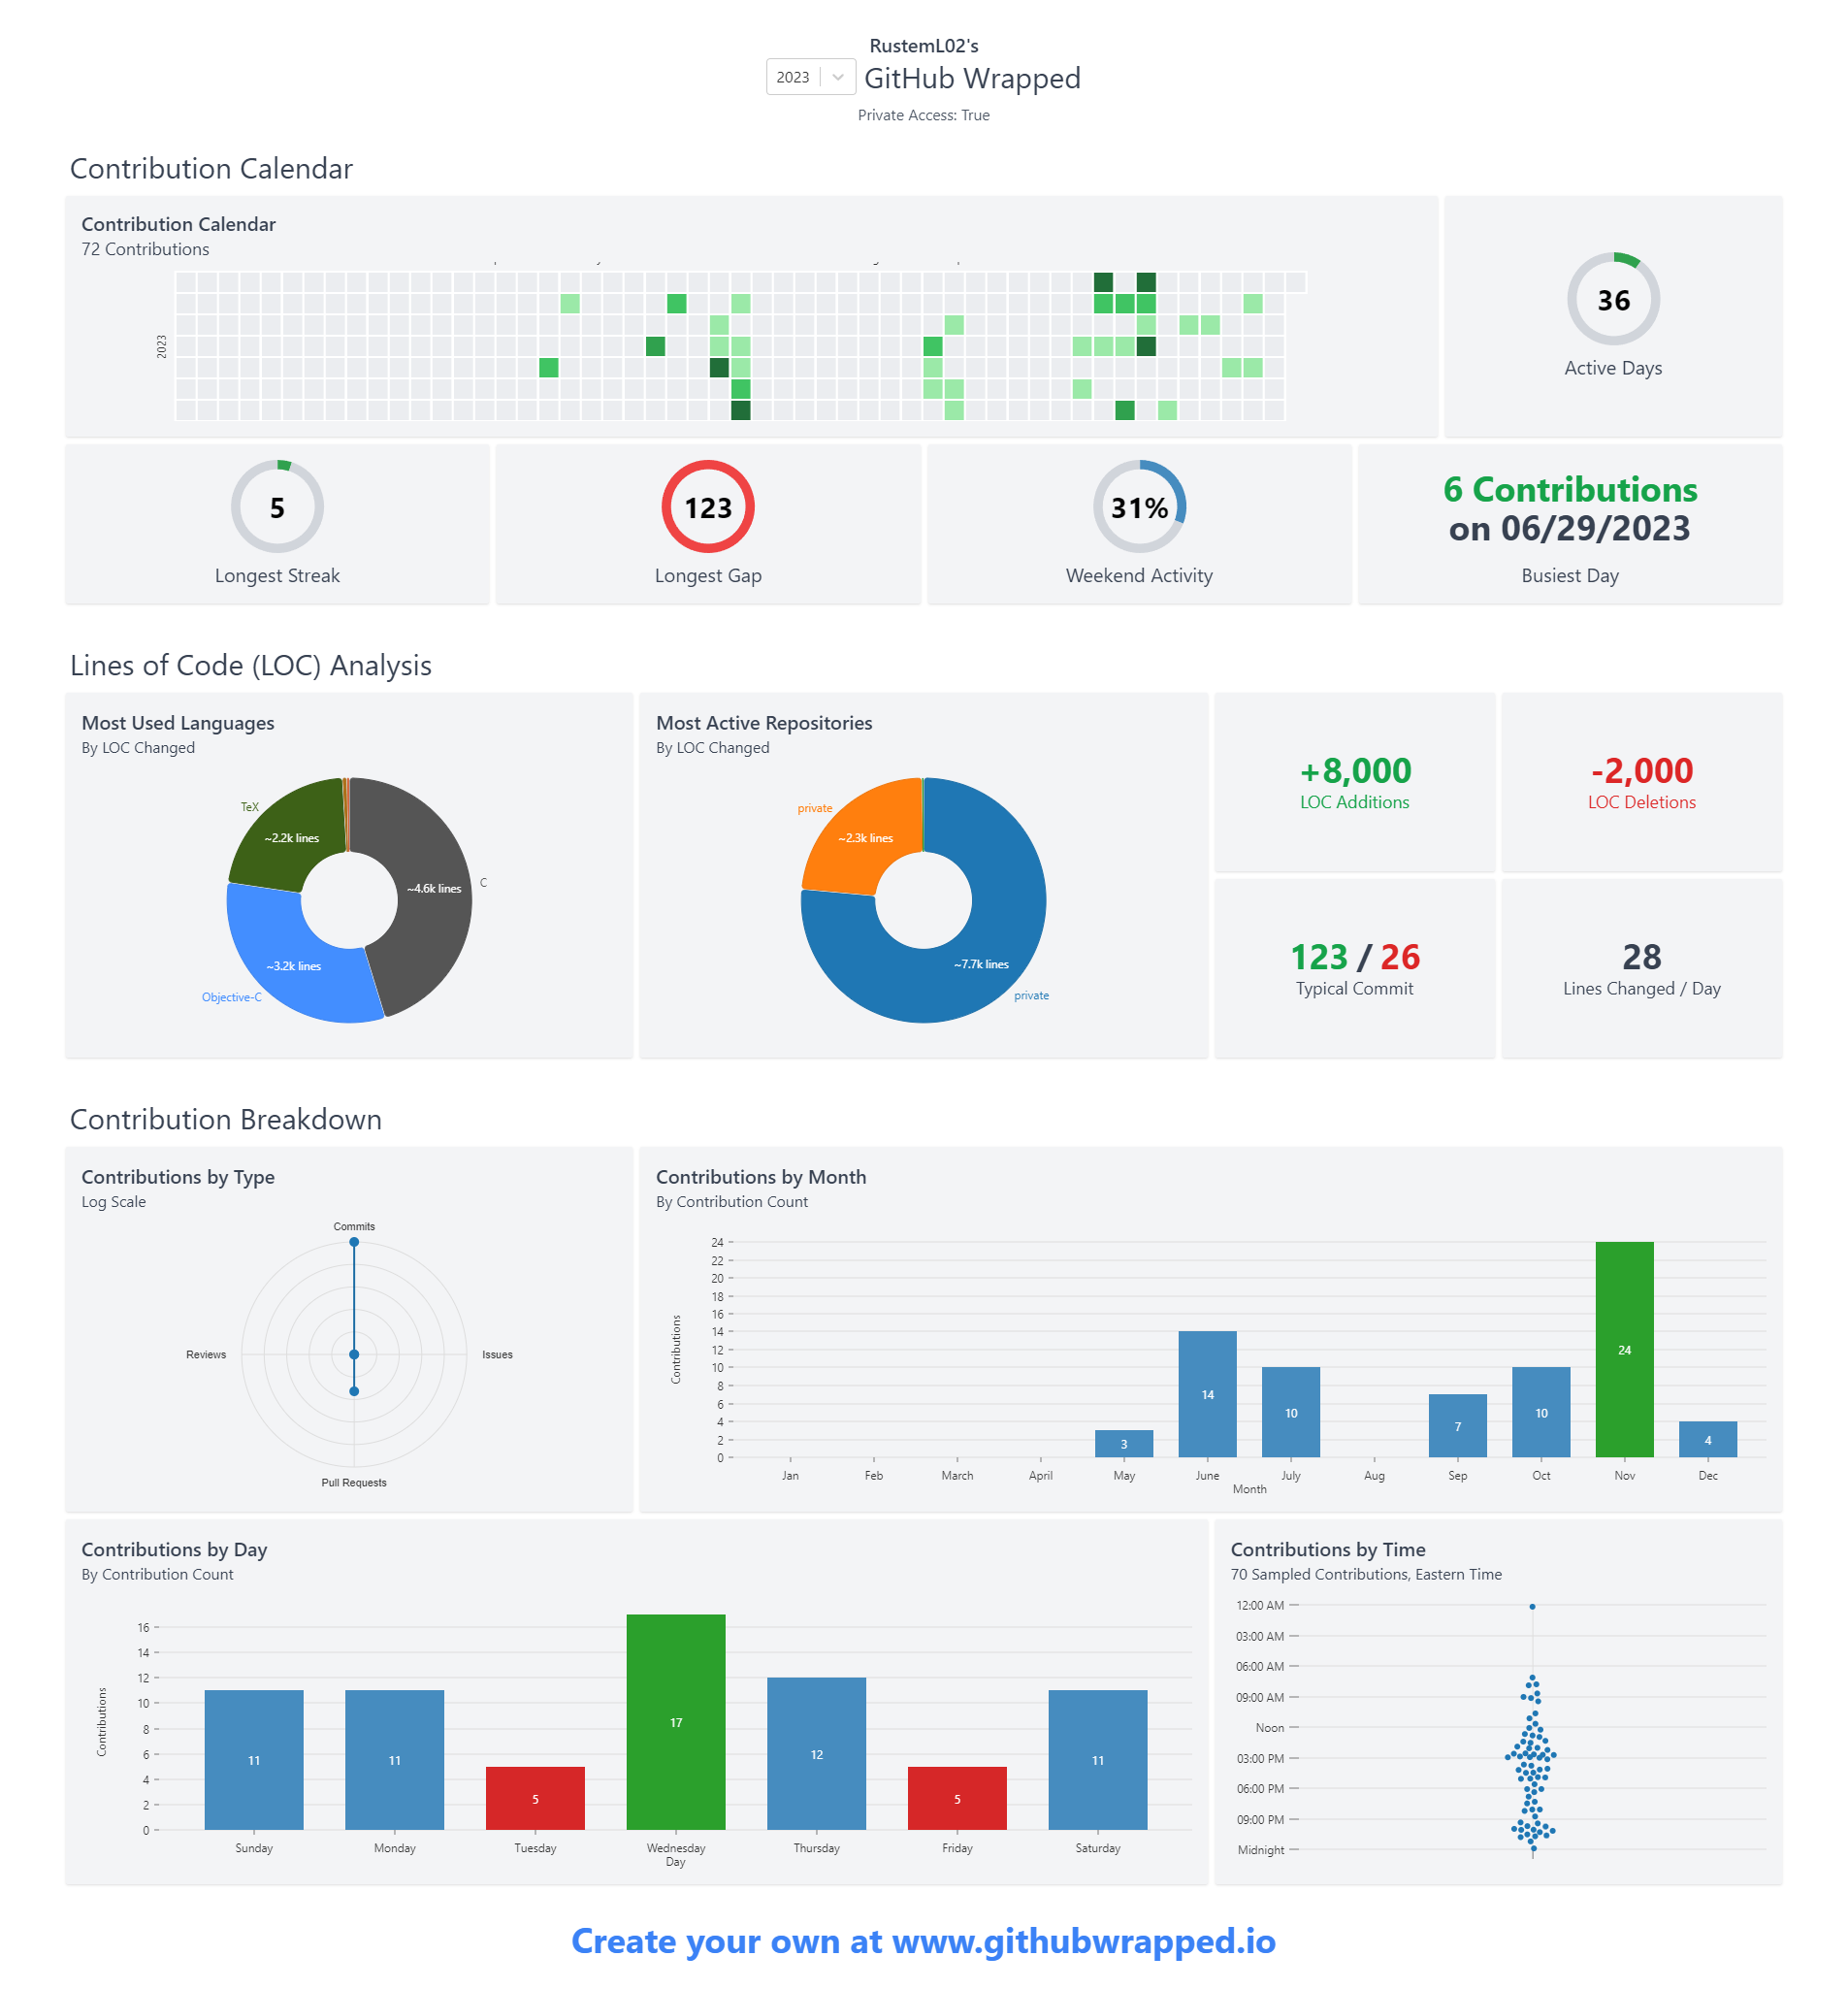 RustemL02's
2023 GitHub Wrapped
Private Access: True
Contribution Calendar
Contribution Calendar
72 Contributions
2023
36
Active Days
5
Longest Streak
123
Longest Gap
31%
Weekend Activity
6 Contributions
on 06/29/2023
Busiest Day
Lines of Code (LOC) Analysis
Most Used Languages
By LOC Changed
TeX
~2.2k lines
~4.6k lines
C
~3.2k lines
Objective-C
Most Active Repositories
By LOC Changed
private
~2.3k lines
~7.7k lines
private
+8,000
LOC Additions
-2,000
LOC Deletions
123 / 26
Typical Commit
28
Lines Changed / Day
Contribution Breakdown
Contributions by Type
Log Scale
Commits
Reviews
Issues
Pull Requests
Contributions by Month
By Contribution Count
24
22
20
18
16
14
12
10
8
6
4
2
0
Contributions
3
14
10
7
10
24
4
Jan
Feb
March
April
May
June
July
Aug
Sep
Oct
Nov
Dec
Month
Contributions by Day
By Contribution Count
16
14
12
10
8
6
4
2
0
Contributions
11
11
5
17
12
5
11
Sunday
Monday
Tuesday
Wednesday
Thursday
Friday
Saturday
Day
Contributions by Time
70 Sampled Contributions, Eastern Time
12:00 AM
03:00 AM
06:00 AM
09:00 AM
Noon
03:00 PM
06:00 PM
09:00 PM
Midnight
Create your own at www.githubwrapped.io